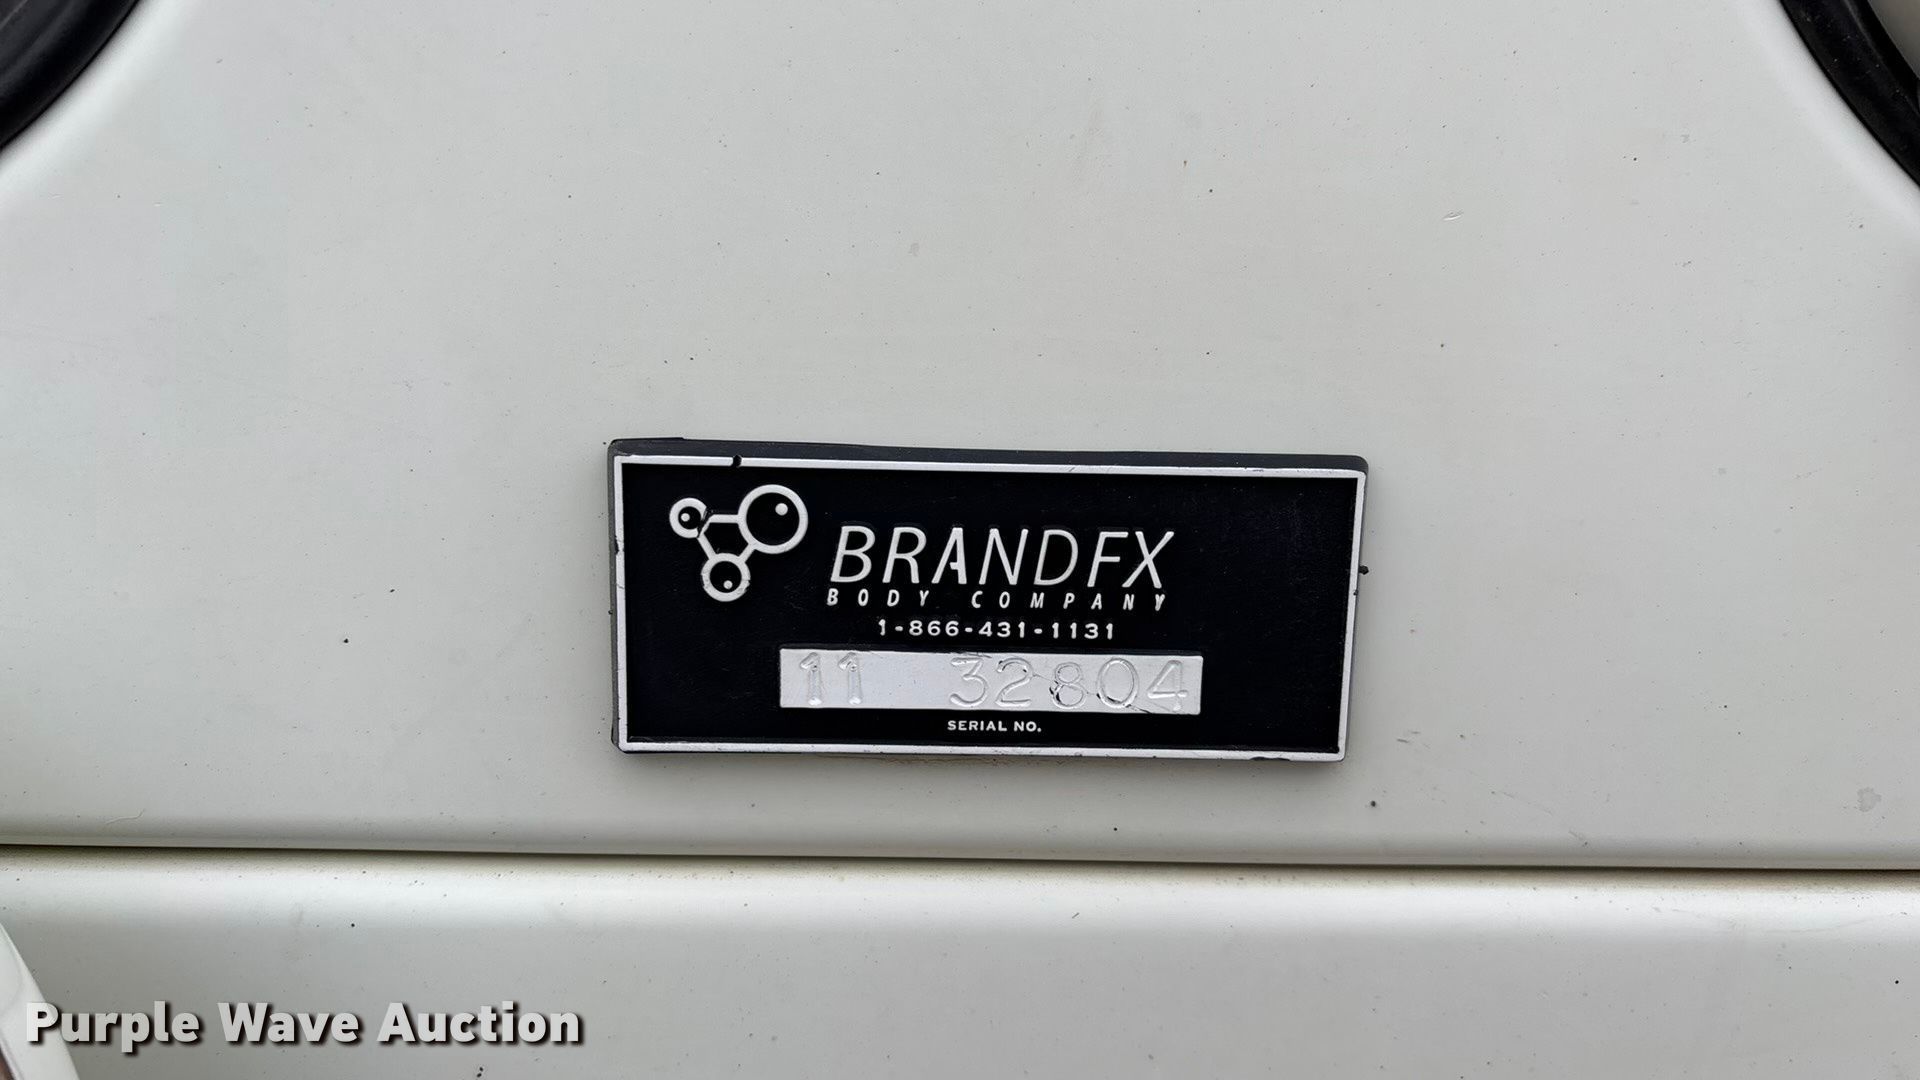 BRANDFX
BODY COMPANY
1-866-431-1131
11 32804
SERIAL NO.
Purple Wave Auction